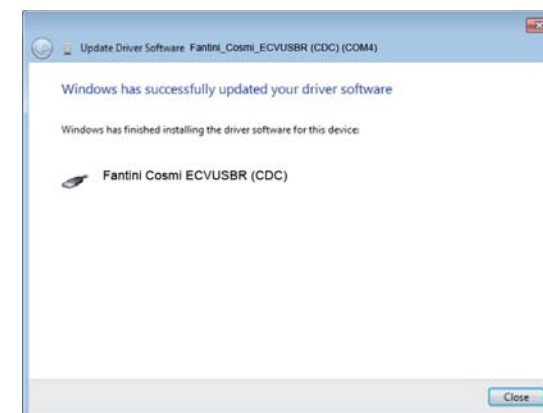 Update Driver Software Fantini_Cosmi_ECVUSBR (CDC) (COM4)
Windows has successfully updated your driver software
Windows has finished installing the driver software for this device:
Fantini Cosmi ECVUSBR (CDC)
Close